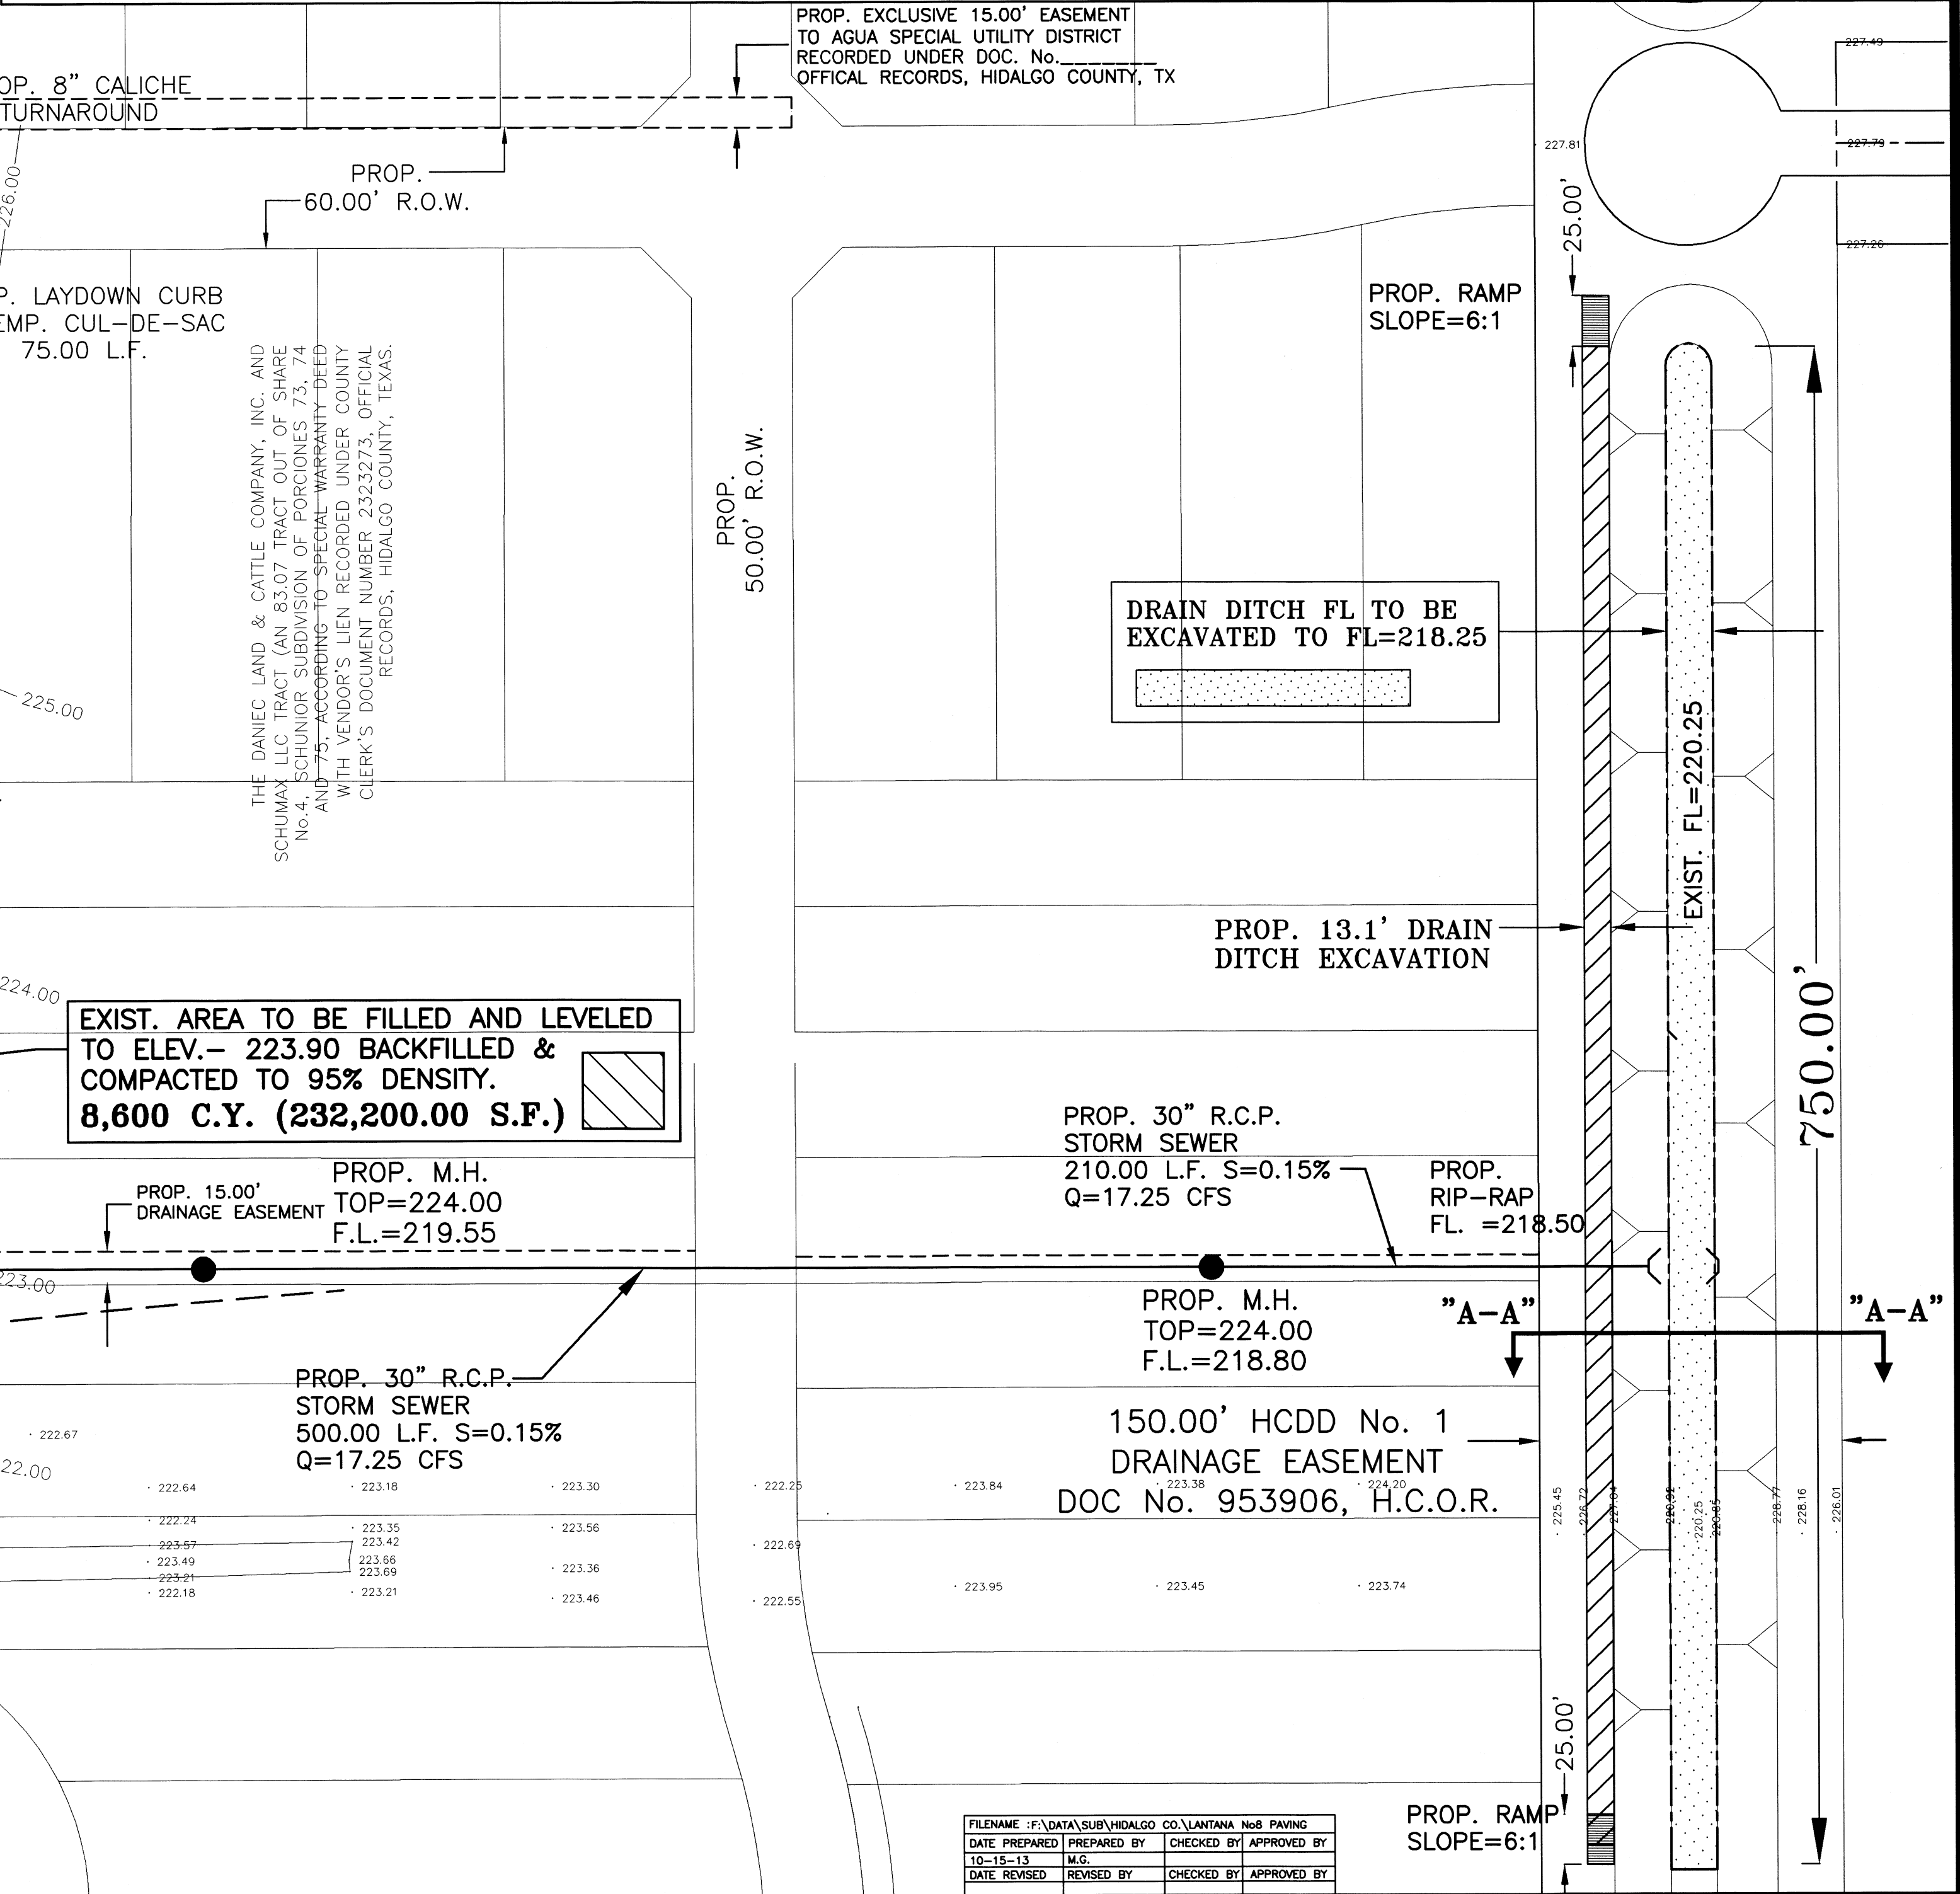 PROP. EXCLUSIVE 15.00' EASEMENT
TO AGUA SPECIAL UTILITY DISTRICT
RECORDED UNDER DOC. No.________
OFFICAL RECORDS, HIDALGO COUNTY, TX
OP. 8" CALICHE
TURNAROUND
PROP.
60.00' R.O.W.
226.00
P. LAYDOWN CURB
EMP. CUL-DE-SAC
75.00 L.F.
THE DANIEC LAND & CATTLE COMPANY, INC. AND
SCHUMAX LLC TRACT (AN 83.07 TRACT OUT OF SHARE
No.4, SCHUNIOR SUBDIVISION OF PORCIONES 73, 74
AND 75, ACCORDING TO SPECIAL WARRANTY DEED
WTH VENDOR'S LIEN RECORDED UNDER COUNTY
CLERK'S DOCUMENT NUMBER 2323273, OFFICIAL
RECORDS, HIDALGO COUNTY, TEXAS.
PROP.
50.00' R.O.W.
227.49
227.81
227.79
227.26
25.00'
PROP. RAMP
SLOPE=6:1
DRAIN DITCH FL TO BE
EXCAVATED TO FL=218.25
EXIST. FL=220.25
PROP. 13.1' DRAIN
DITCH EXCAVATION
750.00'
225.00
224.00
EXIST. AREA TO BE FILLED AND LEVELED
TO ELEV.- 223.90 BACKFILLED &
COMPACTED TO 95% DENSITY.
8,600 C.Y. (232,200.00 S.F.)
PROP. 15.00'
DRAINAGE EASEMENT
PROP. M.H.
TOP=224.00
F.L.=219.55
PROP. 30" R.C.P.
STORM SEWER
210.00 L.F. S=0.15%
Q=17.25 CFS
PROP.
RIP-RAP
FL. =218.50
223.00
PROP. M.H.
TOP=224.00
F.L.=218.80
"A-A"
"A-A"
PROP. 30" R.C.P.
STORM SEWER
500.00 L.F. S=0.15%
Q=17.25 CFS
150.00' HCDD No. 1
DRAINAGE EASEMENT
DOC No. 953906, H.C.O.R.
222.67
22.00
222.64
223.18
223.30
222.25
223.84
223.38
224.20
225.45
226.72
227.84
220.92
220.25
220.85
228.77
228.16
226.01
222.24
223.35
223.56
223.57
223.42
222.69
223.49
223.66
223.36
223.21
223.69
222.18
223.21
223.46
222.55
223.95
223.45
223.74
25.00'
PROP. RAMP
SLOPE=6:1
FILENAME :F:\DATA\SUB\HIDALGO CO.\LANTANA No8 PAVING
DATE PREPARED PREPARED BY CHECKED BY APPROVED BY
10-15-13 M.G.
DATE REVISED REVISED BY CHECKED BY APPROVED BY